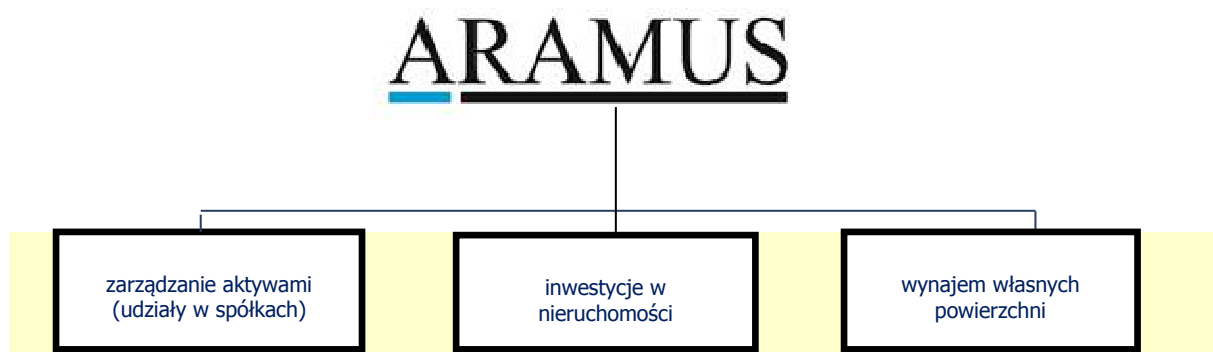 ARAMUS
zarządzanie aktywami
(udziały w spółkach)
inwestycje w
nieruchomości
wynajem własnych
powierzchni